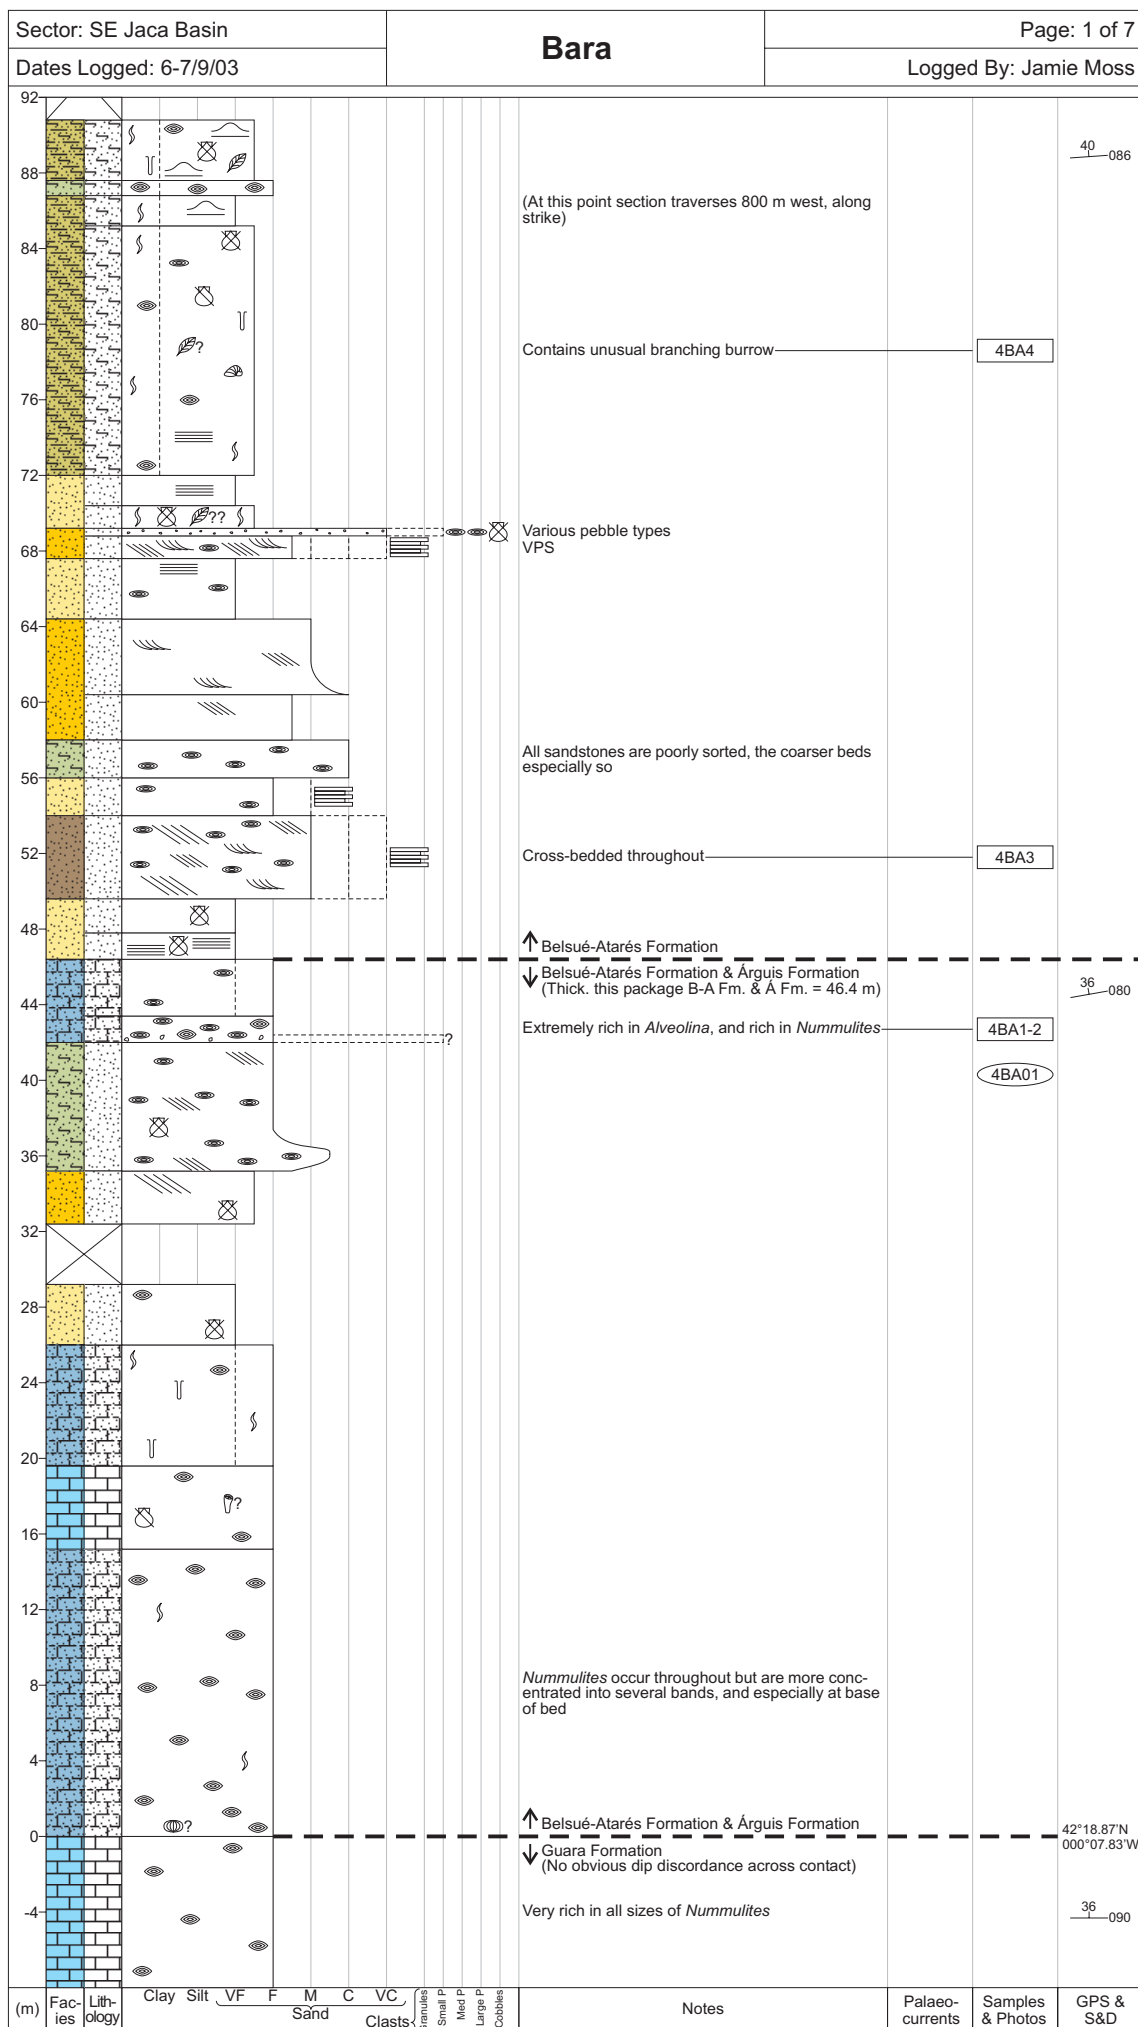 Sector: SE Jaca Basin
Bara
Page: 1 of 7
Dates Logged: 6-7/9/03
Logged By: Jamie Moss
92
40
086
88
(At this point section traverses 800 m west, along
strike)
84
80
?
Contains unusual branching burrow
4BA4
76
72
??
Various pebble types
VPS
68
64
60
All sandstones are poorly sorted, the coarser beds
especially so
56
52
Cross-bedded throughout
4BA3
48
Belsué-Atarés Formation
Belsué-Atarés Formation & Árguis Formation
(Thick. this package B-A Fm. & Á Fm. = 46.4 m)
36
080
44
Extremely rich in Alveolina, and rich in Nummulites
4BA1-2
?
40
4BA01
36
32
28
24
20
?
16
12
Nummulites occur throughout but are more conc-
entrated into several bands, and especially at base
of bed
8
4
?
Belsué-Atarés Formation & Árguis Formation
0
42°18.87'N
000°07.83'W
Guara Formation
(No obvious dip discordance across contact)
-4
Very rich in all sizes of Nummulites
36
090
(m)
Fac-
ies
Lith-
ology
Clay Silt VF F M C VC
Sand
Clasts
Granules
Small P
Med P
Large P
Cobbles
Notes
Palaeo-
currents
Samples
& Photos
GPS &
S&D